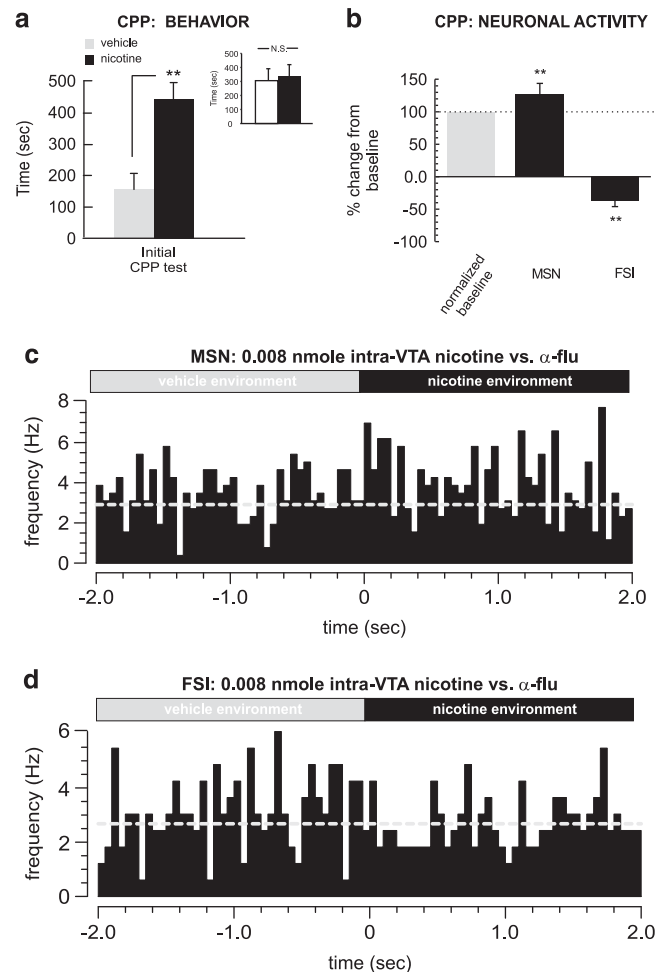 a
CPP: BEHAVIOR
vehicle
nicotine
**
500
400
300
200
100
0
Time (sec)
Initial
CPP test
N.S.
500
400
300
200
100
0
Time (sec)
b
CPP: NEURONAL ACTIVITY
% change from
baseline
150
100
50
0.0
-50
-100
**
**
normalized
baseline
MSN
FSI
c
MSN: 0.008 nmole intra-VTA nicotine vs. α-flu
vehicle environment
nicotine environment
frequency (Hz)
8
6
4
2
0
-2.0
-1.0
0
1.0
2.0
time (sec)
d
FSI: 0.008 nmole intra-VTA nicotine vs. α-flu
vehicle environment
nicotine environment
frequency (Hz)
6
4
2
0
-2.0
-1.0
0
1.0
2.0
time (sec)